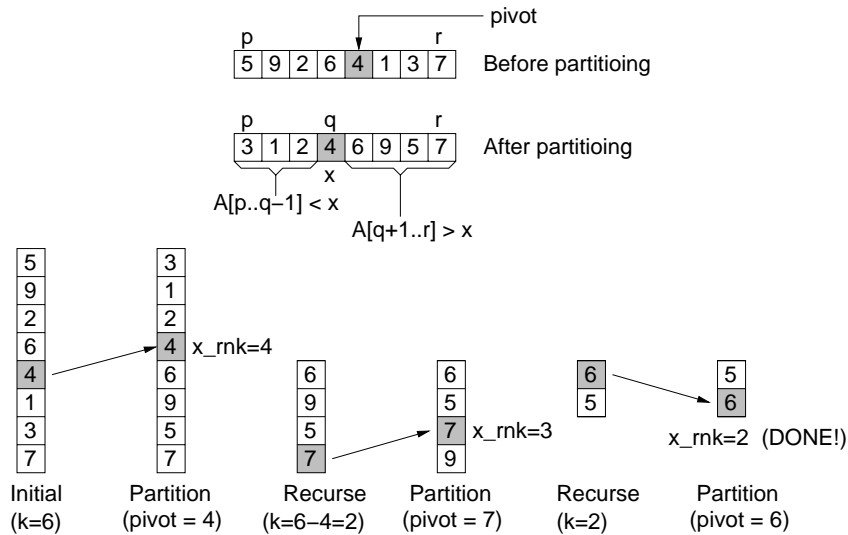 pivot
p r
5 9 2 6 4 1 3 7 Before partitioing
p q r
3 1 2 4 6 9 5 7 After partitioing
x
A[p..q−1] < x
A[q+1..r] > x
5 3
9 1
2 2
6 4 x_rnk=4
4 6 6 6 6 5
1 9 9 5 5 6
3 5 5 7 x_rnk=3 x_rnk=2 (DONE!)
7 7 7 9
Initial Partition Recurse Partition Recurse Partition
(k=6) (pivot = 4) (k=6−4=2) (pivot = 7) (k=2) (pivot = 6)